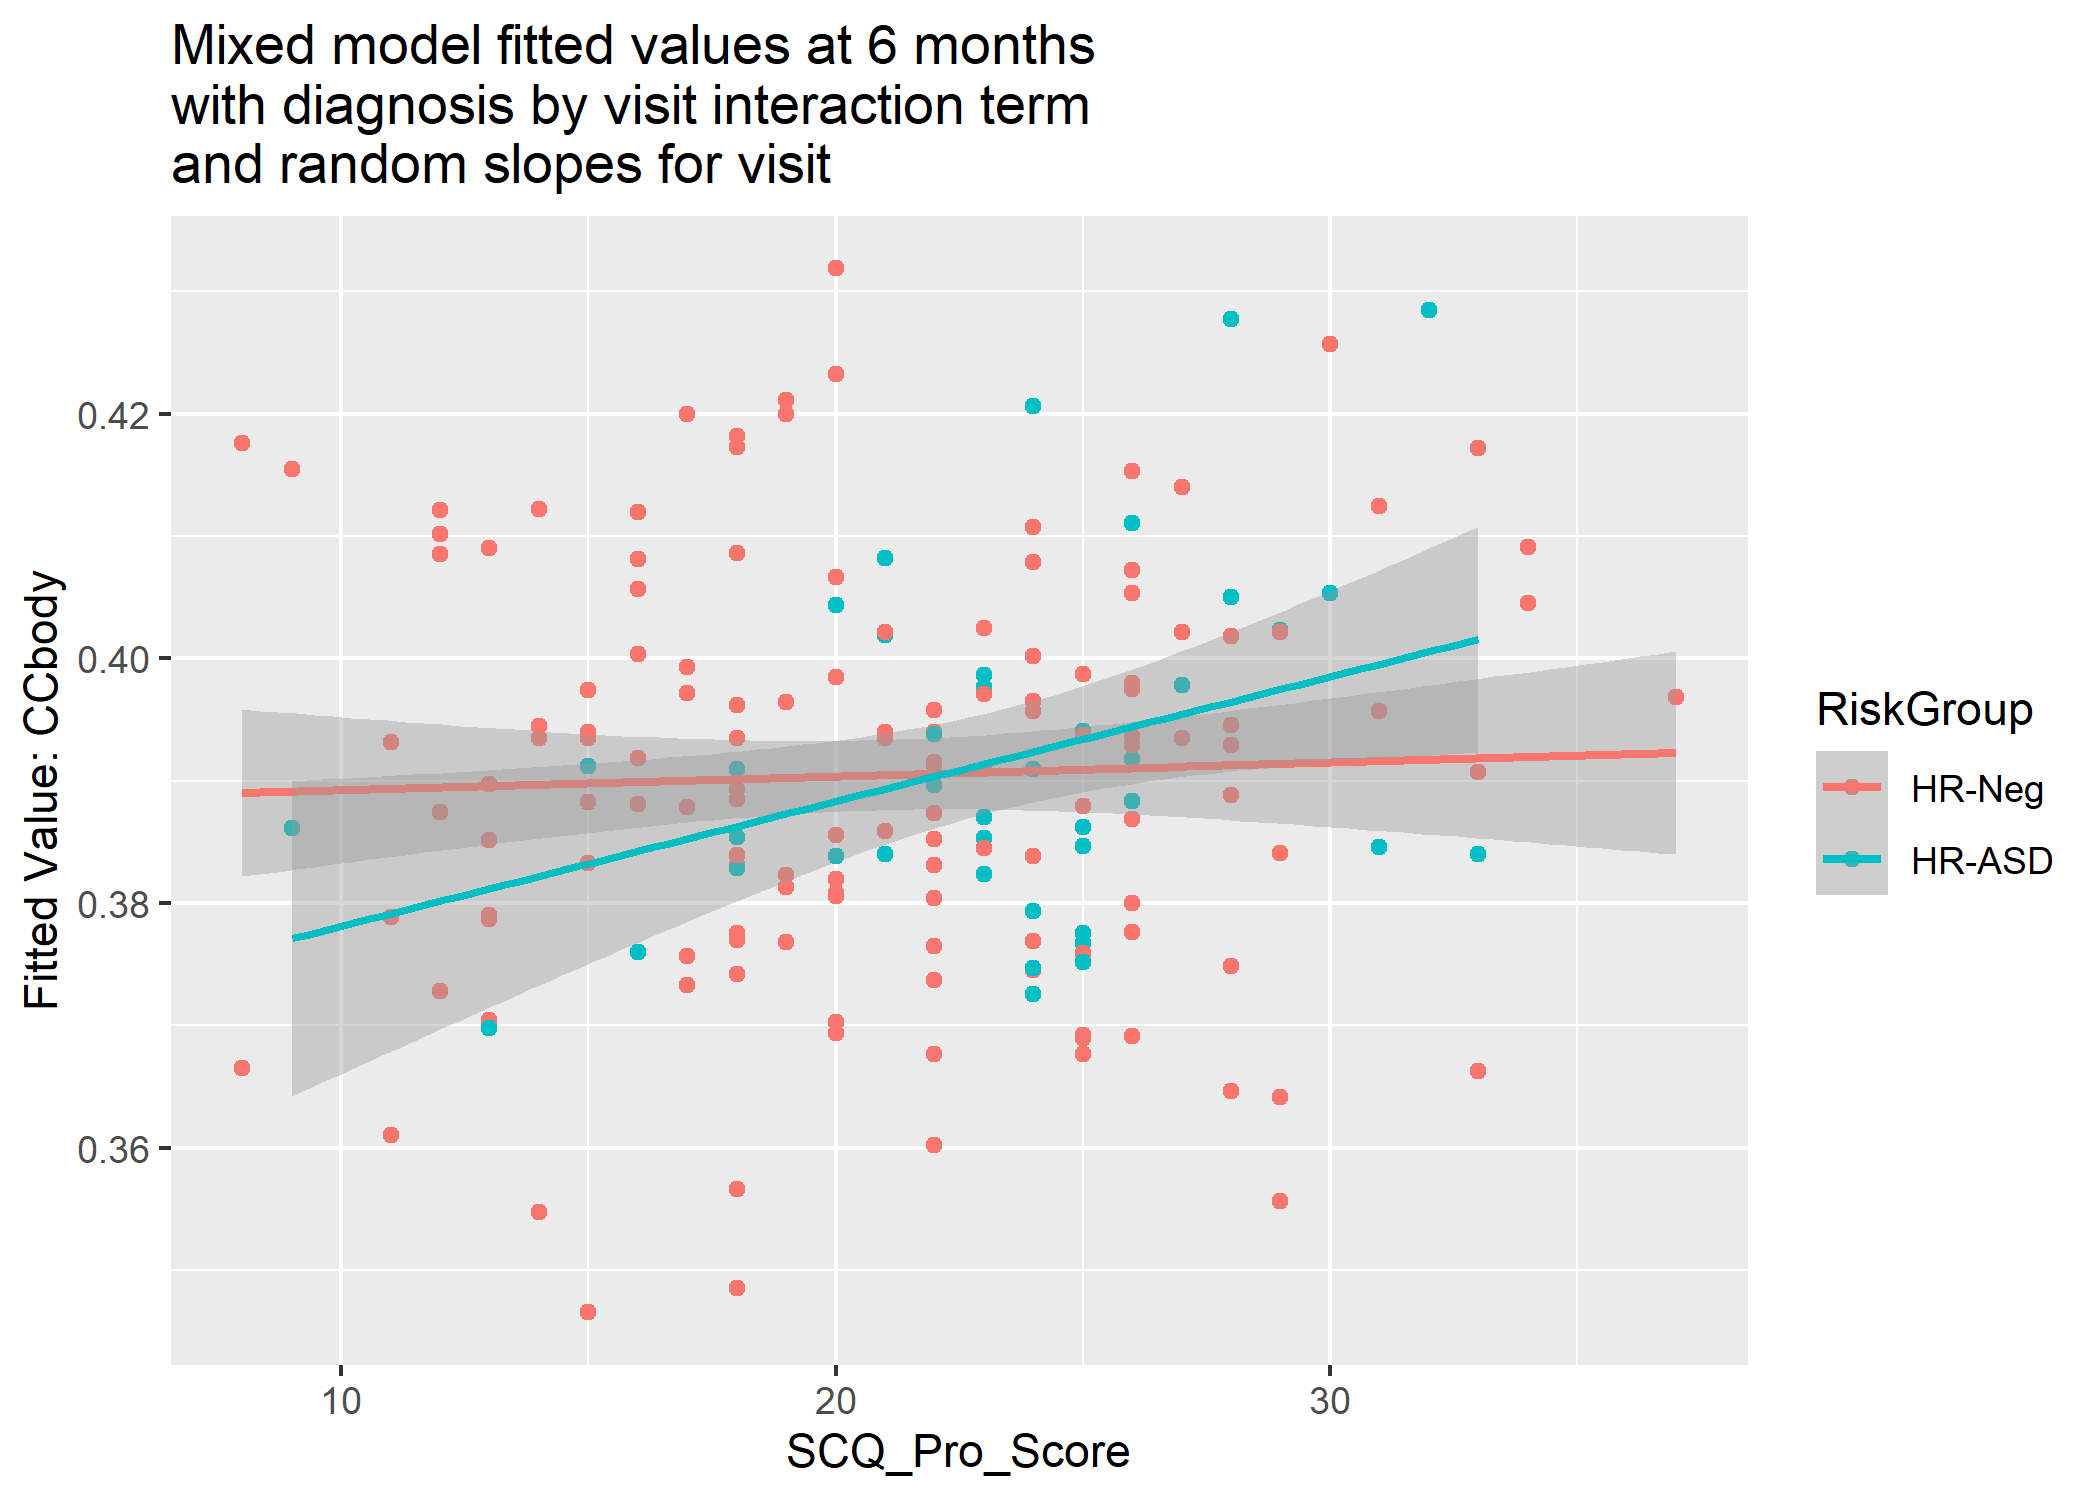 Mixed model fitted values at 6 months
with diagnosis by visit interaction term
and random slopes for visit
Fitted Value: CCbody
0.42
0.40
0.38
0.36
10
20
30
SCQ_Pro_Score
RiskGroup
HR-Neg
HR-ASD